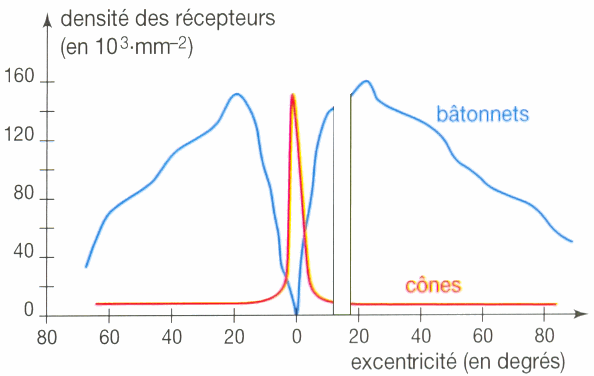 densité des récepteurs
(en 10³·mm–²)
160
120
80
40
0
bâtonnets
cônes
80 60 40 20 0 20 40 60 80
excentricité (en degrés)